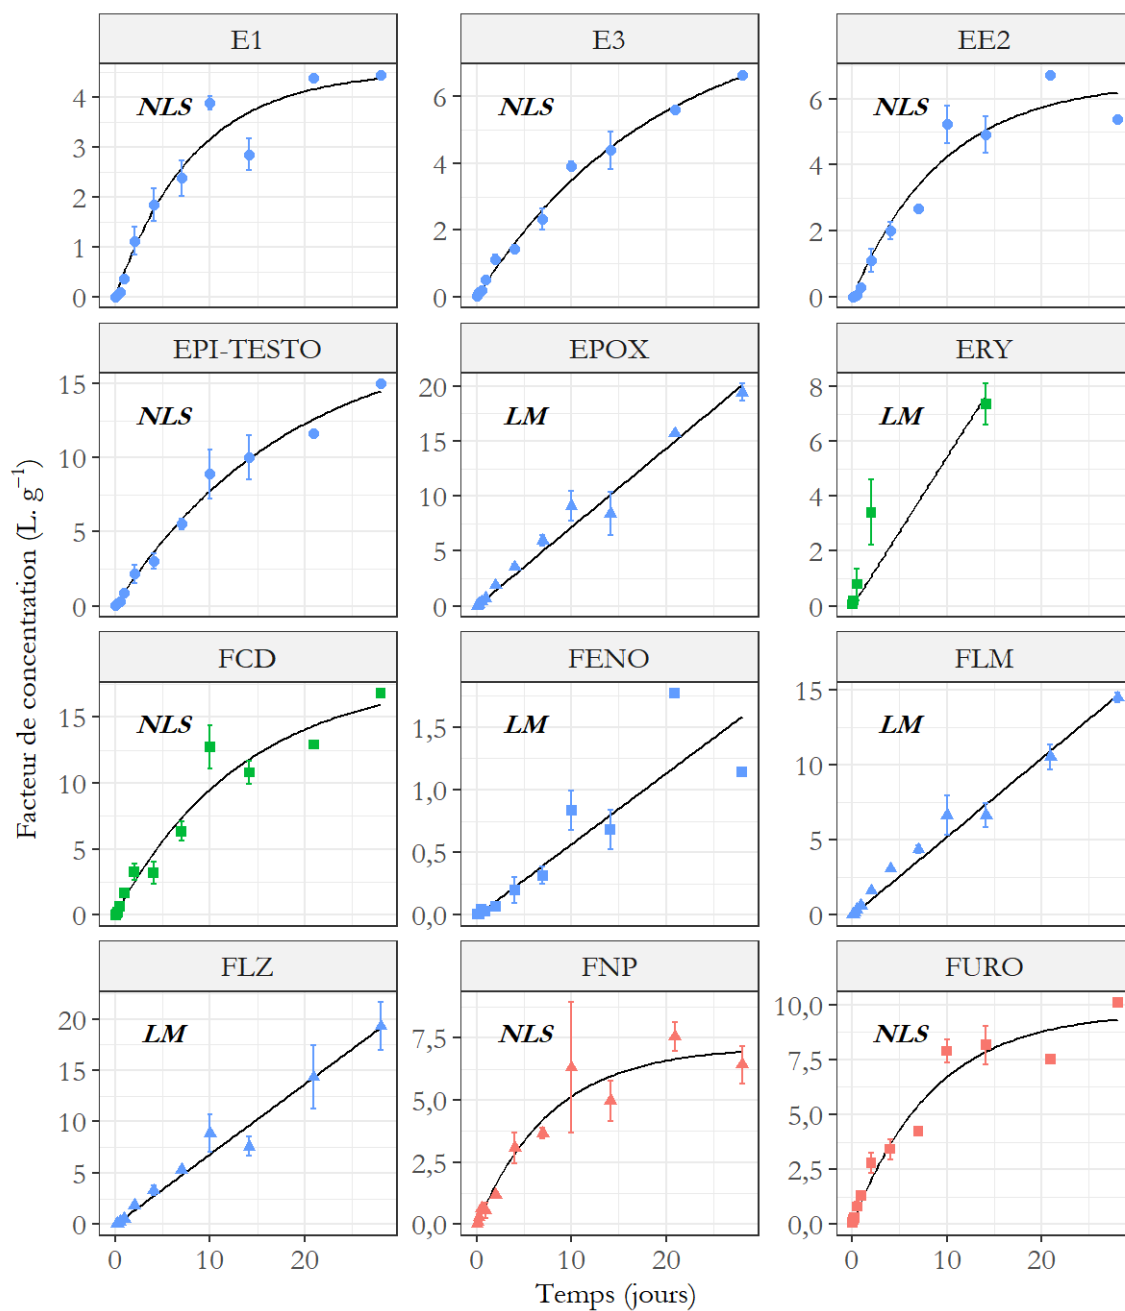 E1 E3 EE2
4 NLS
3
2
1
0
6 NLS
4
2
0
6 NLS
4
2
0
EPI-TESTO EPOX ERY
15 NLS
10
5
0
20 LM
15
10
5
0
8 LM
6
4
2
0
Facteur de concentration (L. g⁻¹)
FCD FENO FLM
15 NLS
10
5
0
LM
1,5
1,0
0,5
0,0
15 LM
10
5
0
FLZ FNP FURO
20 LM
15
10
5
0
7,5 NLS
5,0
2,5
0,0
10,0 NLS
7,5
5,0
2,5
0,0
0 10 20 0 10 20 0 10 20
Temps (jours)